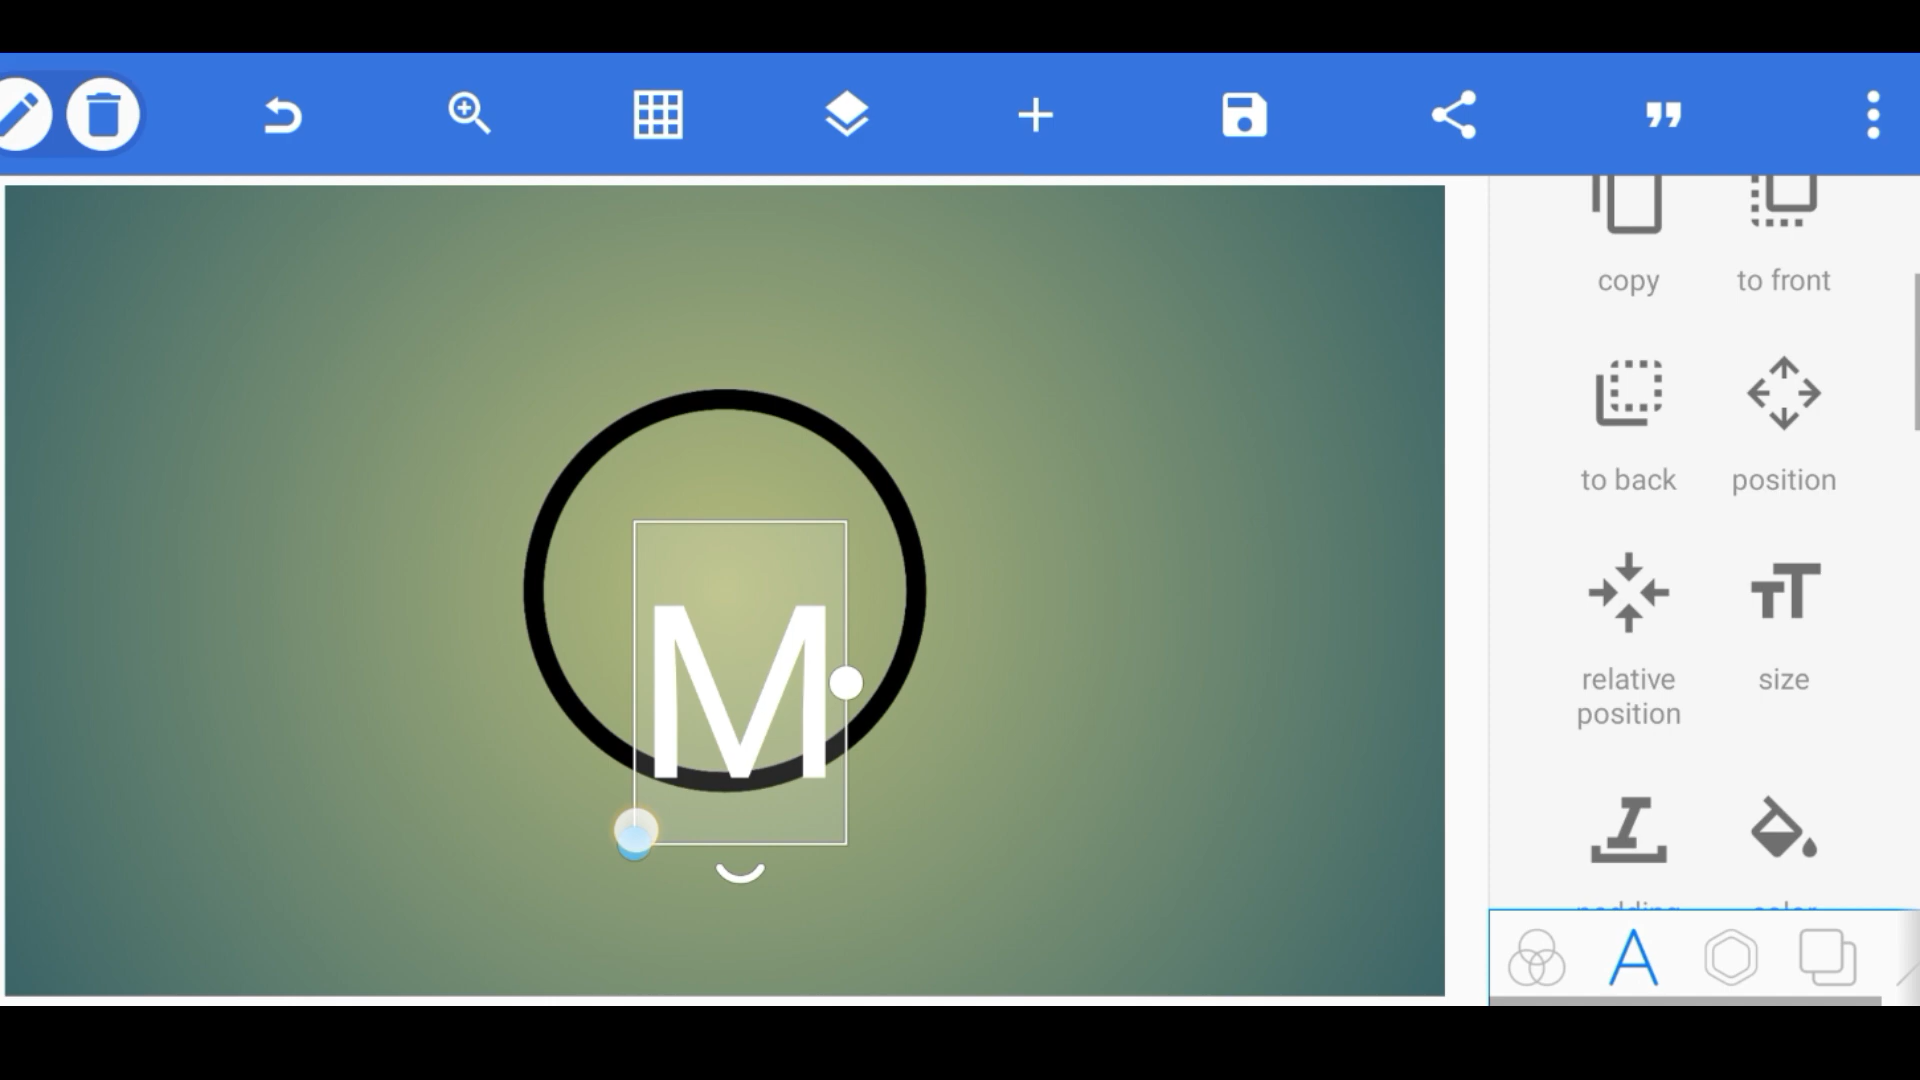 copy
to front
to back
position
relative
position
size
M